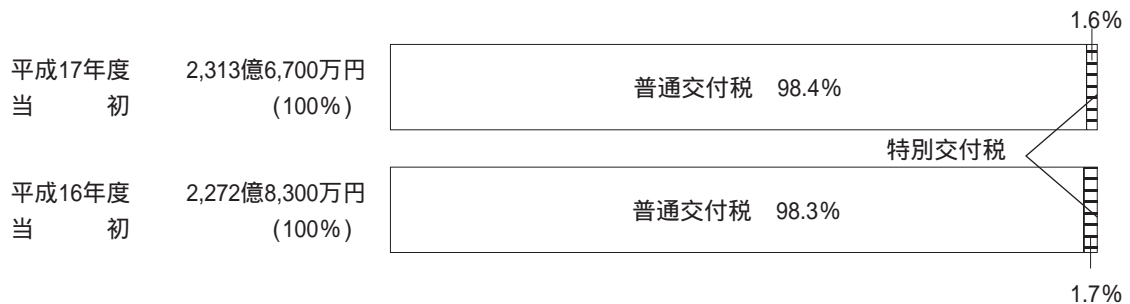 1.6%
平成17年度 2,313億6,700万円
当 初 (100%)
普通交付税 98.4%
特別交付税
平成16年度 2,272億8,300万円
当 初 (100%)
普通交付税 98.3%
1.7%